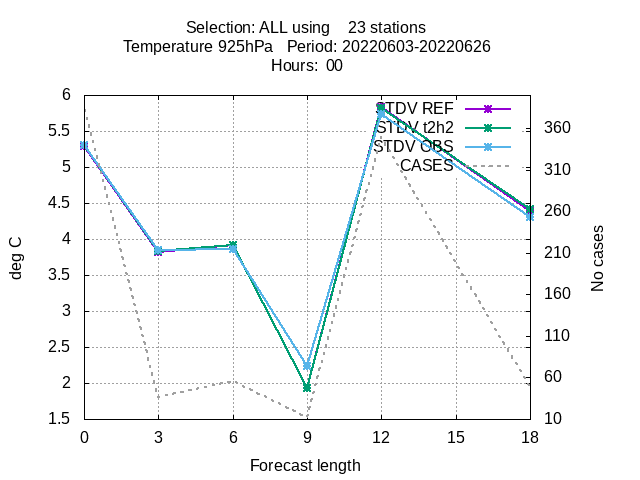 Selection: ALL using    23 stations
Temperature 925hPa   Period: 20220603-20220626
Hours:  00
6
5.5
5
4.5
4
3.5
3
2.5
2
1.5
deg C
STDV REF
STDV t2h2
STDV OBS
CASES
360
310
260
210
160
110
60
10
No cases
0 3 6 9 12 15 18
Forecast length